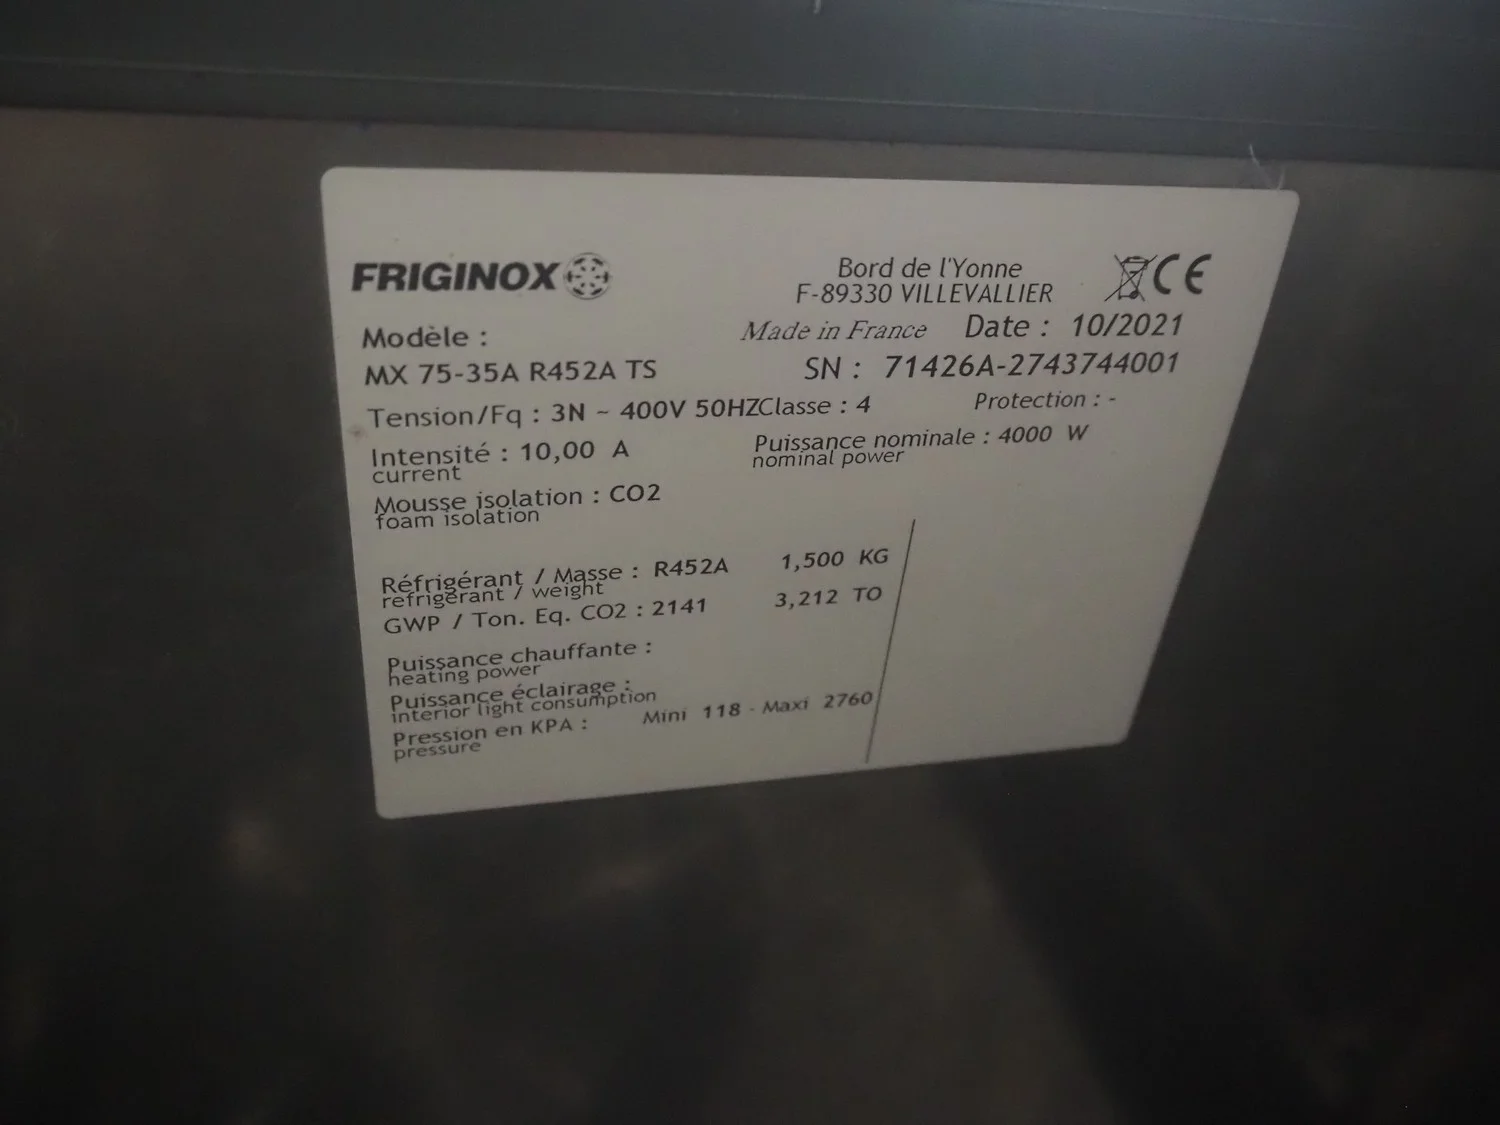 FRIGINOX
Bord de l'Yonne
F-89330 VILLEVALLIER
CE
Modèle :
Made in France Date : 10/2021
MX 75-35A R452A TS
SN : 71426A-2743744001
Tension/Fq : 3N ~ 400V 50HZ Classe : 4 Protection : -
Intensité : 10,00 A
current
Puissance nominale : 4000 W
nominal power
Mousse isolation : CO2
foam isolation
Réfrigérant / Masse : R452A 1,500 KG
refrigerant / weight
GWP / Ton. Eq. CO2 : 2141 3,212 TO
Puissance chauffante :
heating power
Puissance éclairage :
interior light consumption
Pression en KPA : Mini 118 - Maxi 2760
pressure